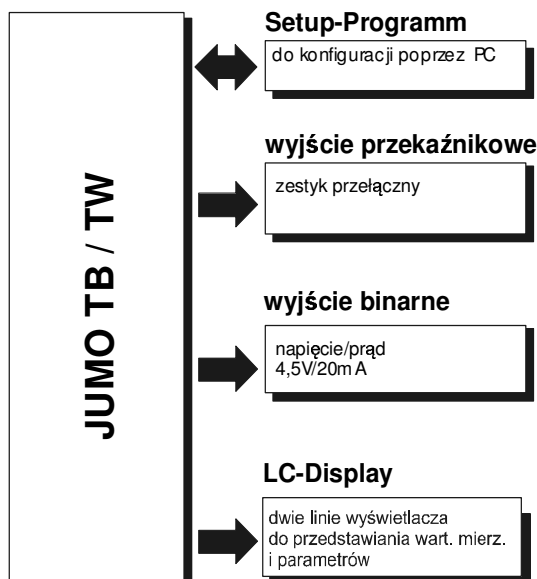 JUMO TB / TW
Setup-Programm
do konfiguracji poprzez PC
wyjście przekaźnikowe
zestyk przełączny
wyjście binarne
napięcie/prąd
4,5V/20mA
LC-Display
dwie linie wyświetlacza
do przedstawiania wart. mierz.
i parametrów